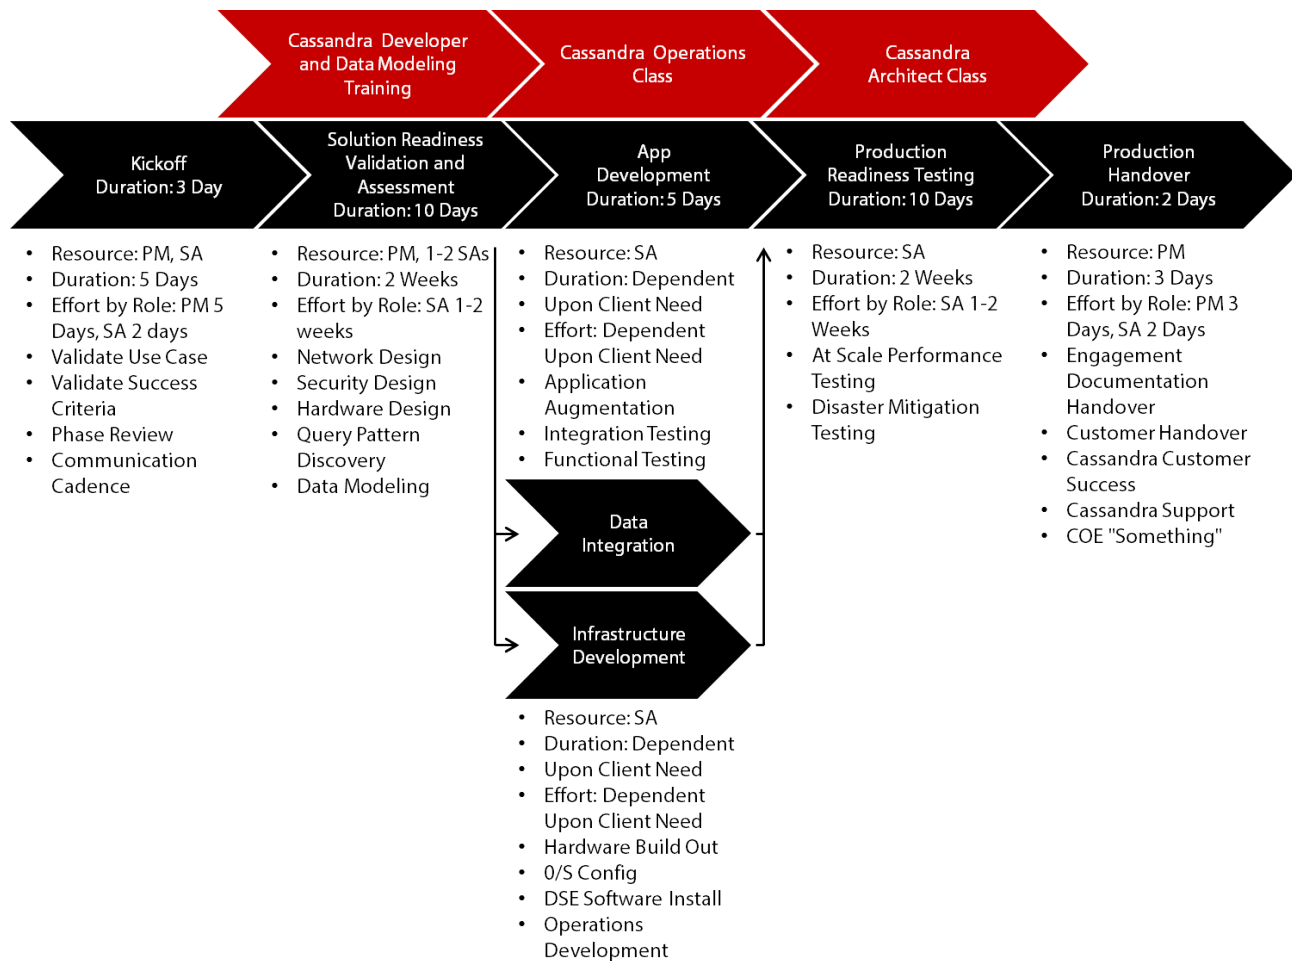 Cassandra Developer
and Data Modeling
Training
Cassandra Operations
Class
Cassandra
Architect Class
Kickoff
Duration: 3 Day
Solution Readiness
Validation and
Assessment
Duration: 10 Days
App
Development
Duration: 5 Days
Production
Readiness Testing
Duration: 10 Days
Production
Handover
Duration: 2 Days
• Resource: PM, SA
• Duration: 5 Days
• Effort by Role: PM 5
Days, SA 2 days
• Validate Use Case
• Validate Success
Criteria
• Phase Review
• Communication
Cadence
• Resource: PM, 1-2 SAs
• Duration: 2 Weeks
• Effort by Role: SA 1-2
weeks
• Network Design
• Security Design
• Hardware Design
• Query Pattern
Discovery
• Data Modeling
• Resource: SA
• Duration: Dependent
• Upon Client Need
• Effort: Dependent
Upon Client Need
• Application
Augmentation
• Integration Testing
• Functional Testing
Data
Integration
Infrastructure
Development
• Resource: SA
• Duration: Dependent
• Upon Client Need
• Effort: Dependent
Upon Client Need
• Hardware Build Out
• 0/S Config
• DSE Software Install
• Operations
Development
• Resource: SA
• Duration: 2 Weeks
• Effort by Role: SA 1-2
Weeks
• At Scale Performance
Testing
• Disaster Mitigation
Testing
• Resource: PM
• Duration: 3 Days
• Effort by Role: PM 3
Days, SA 2 Days
• Engagement
Documentation
Handover
• Customer Handover
• Cassandra Customer
Success
• Cassandra Support
• COE "Something"